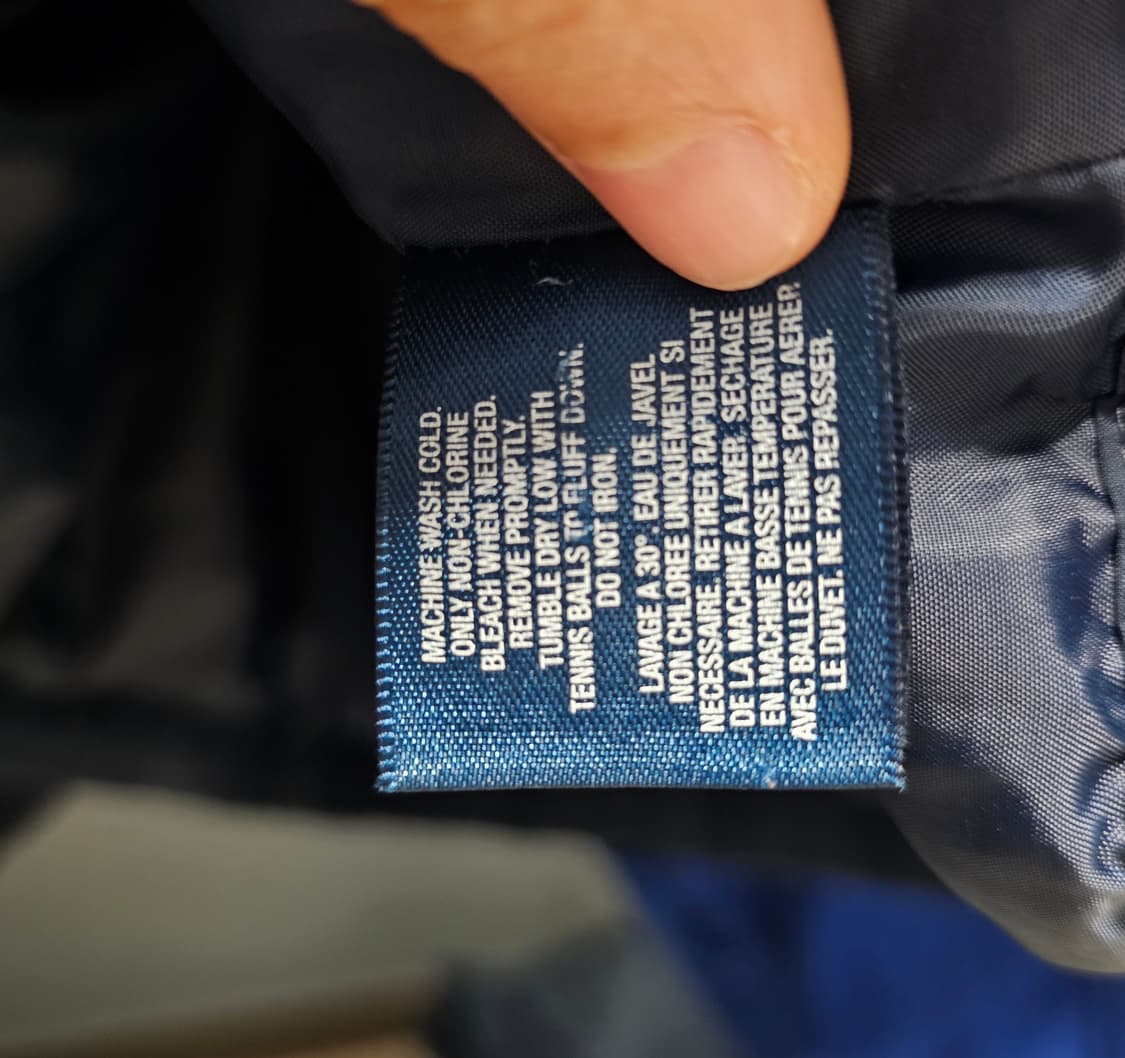 MACHINE WASH COLD.
ONLY NON-CHLORINE
BLEACH WHEN NEEDED.
REMOVE PROMPTLY.
TUMBLE DRY LOW WITH
TENNIS BALLS TO FLUFF DOWN.
DO NOT IRON.
LAVAGE A 30°. EAU DE JAVEL
NON CHLOREE UNIQUEMENT SI
NECESSAIRE. RETIRER RAPIDEMENT
DE LA MACHINE A LAVER. SECHAGE
EN MACHINE BASSE TEMPERATURE
AVEC BALLES DE TENNIS POUR AERER
LE DUVET. NE PAS REPASSER.